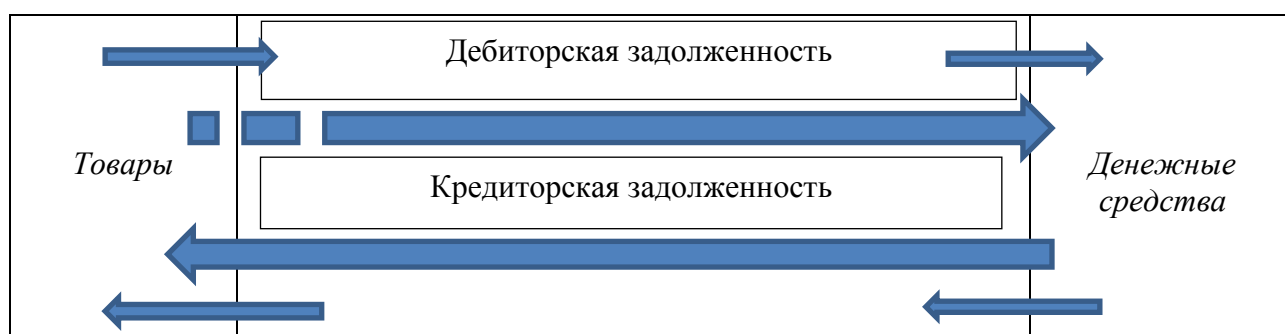 Дебиторская задолженность
Товары
Кредиторская задолженность
Денежные
средства